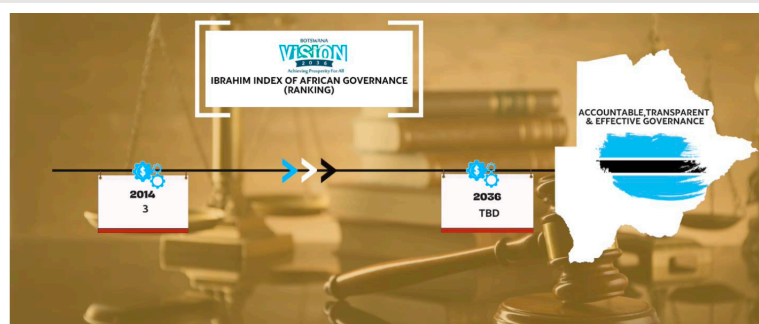 BOTSWANA
VISION
2036
Achieving Prosperity For All
IBRAHIM INDEX OF AFRICAN GOVERNANCE
(RANKING)
ACCOUNTABLE,TRANSPARENT
& EFFECTIVE GOVERNANCE
$
2014
3
$
2036
TBD